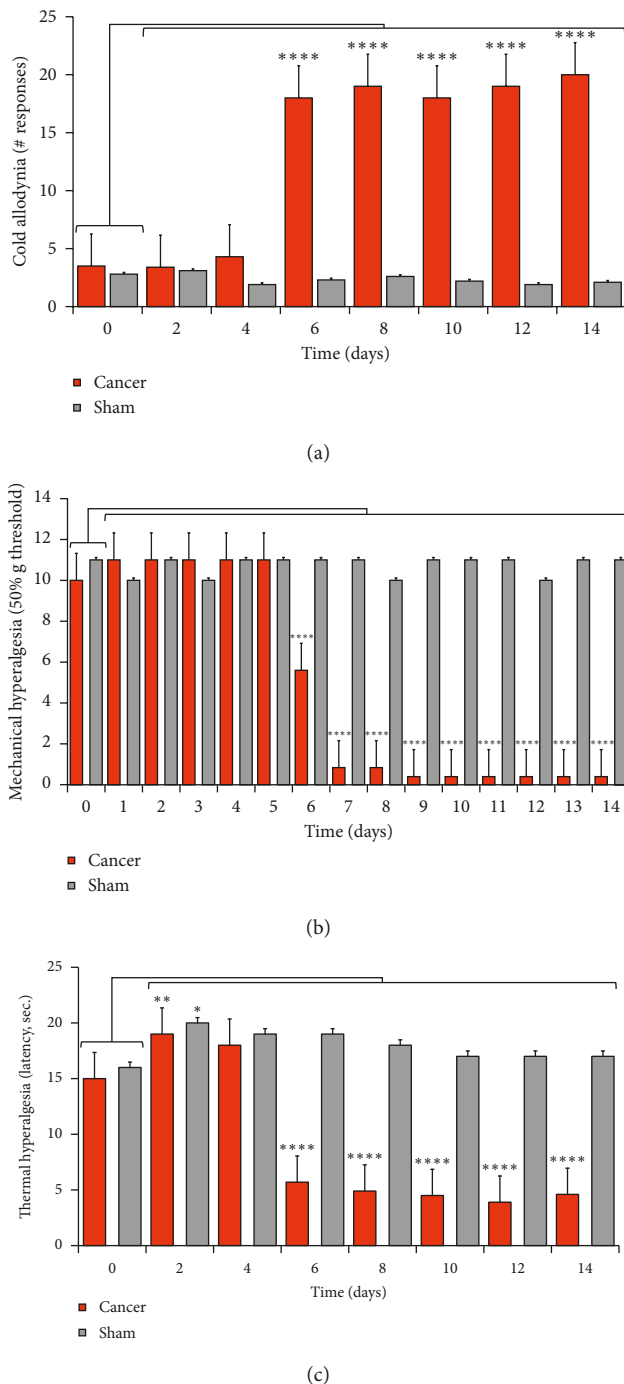 25
20
15
10
5
0
Cold allodynia (# responses)
**** **** **** **** ****
0 2 4 6 8 10 12 14
Time (days)
Cancer
Sham
(a)
14
12
10
8
6
4
2
0
Mechanical hyperalgesia (50% g threshold)
****
**** **** **** **** **** **** **** ****
0 1 2 3 4 5 6 7 8 9 10 11 12 13 14
Time (days)
Cancer
Sham
(b)
25
20
15
10
5
0
Thermal hyperalgesia (latency, sec.)
** *
**** **** **** **** ****
0 2 4 6 8 10 12 14
Time (days)
Cancer
Sham
(c)